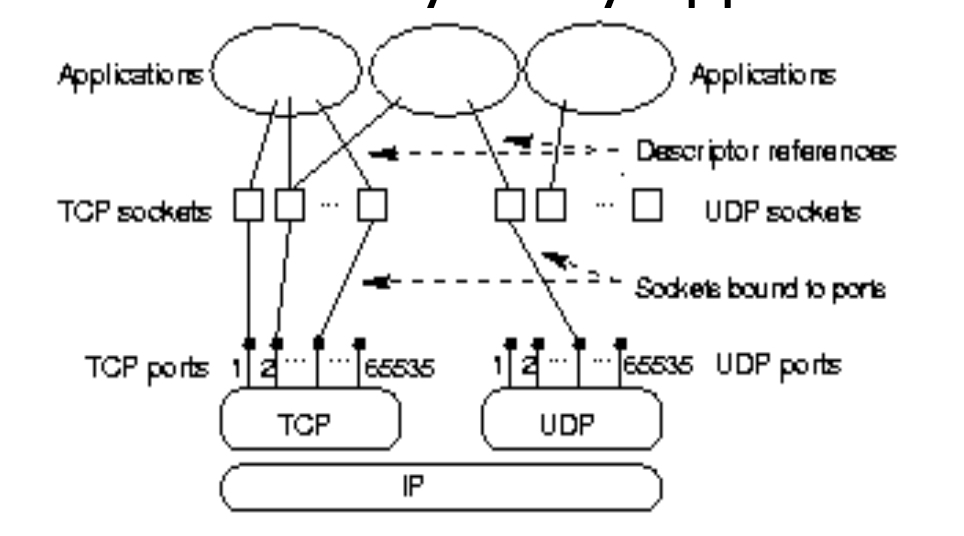 Applications
Applications
Descriptor references
TCP sockets
...
...
UDP sockets
Sockets bound to ports
TCP ports 1 2 ... ... 65535
1 2 ... ... 65535 UDP ports
TCP
UDP
IP